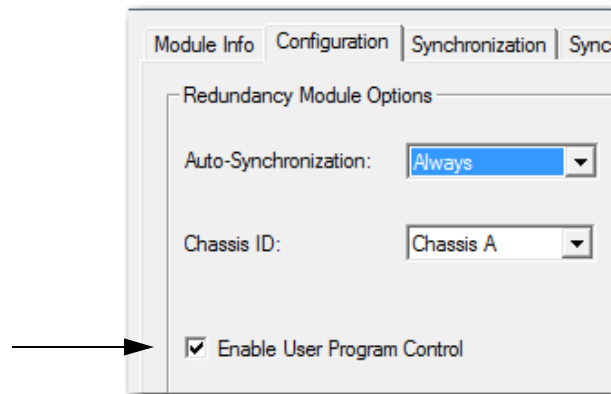 Module Info Configuration Synchronization Sync
Redundancy Module Options
Auto-Synchronization: Always
Chassis ID: Chassis A
Enable User Program Control